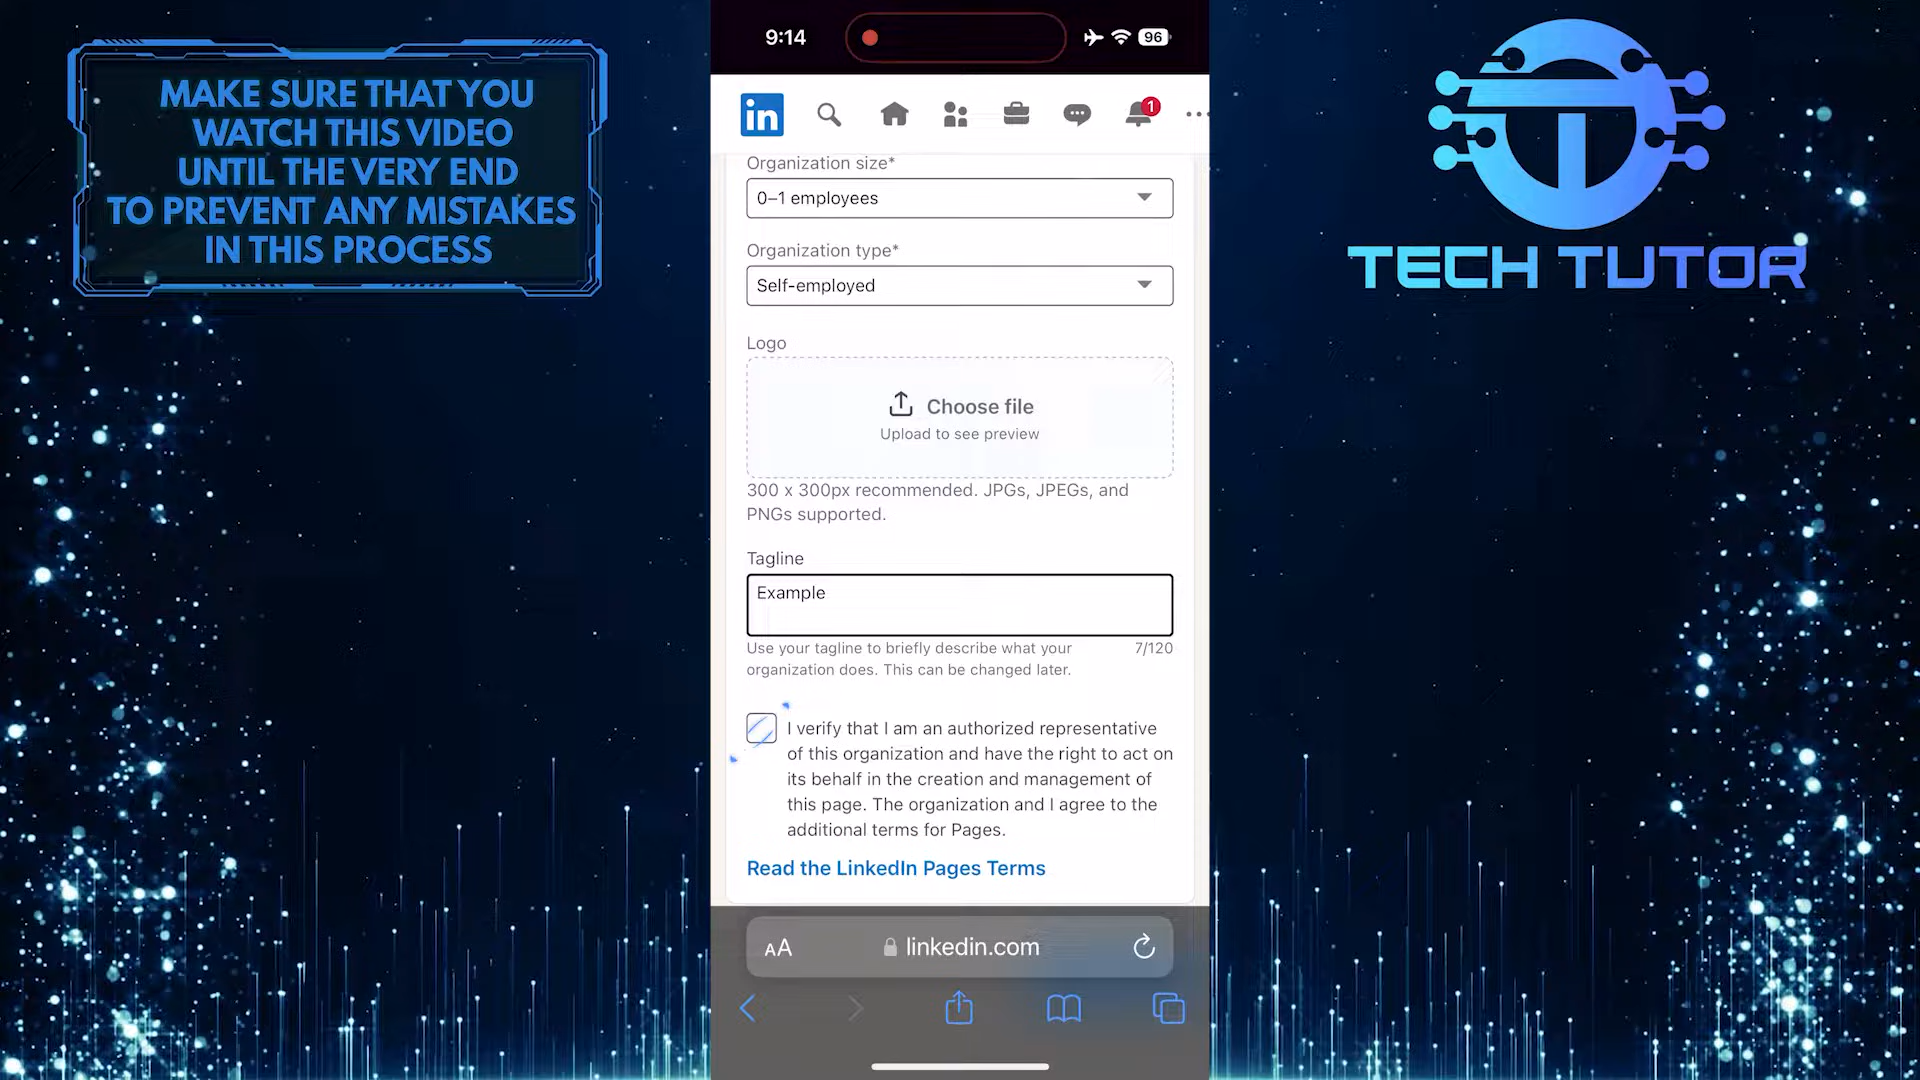 MAKE SURE THAT YOU
WATCH THIS VIDEO
UNTIL THE VERY END
TO PREVENT ANY MISTAKES
IN THIS PROCESS
9:14
96
in
1
Organization size*
0–1 employees
Organization type*
Self-employed
Logo
Choose file
Upload to see preview
300 x 300px recommended. JPGs, JPEGs, and
PNGs supported.
Tagline
Example
Use your tagline to briefly describe what your
organization does. This can be changed later.
7/120
I verify that I am an authorized representative
of this organization and have the right to act on
its behalf in the creation and management of
this page. The organization and I agree to the
additional terms for Pages.
Read the LinkedIn Pages Terms
AA
linkedin.com
TECH TUTOR